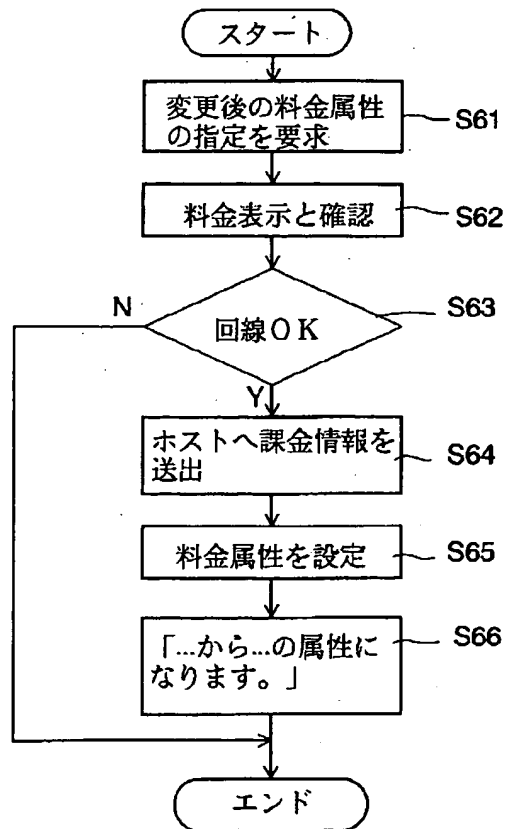 スタート
変更後の料金属性
の指定を要求
S61
料金表示と確認
S62
N
回線OK
S63
Y
ホストへ課金情報を
送出
S64
料金属性を設定
S65
「...から...の属性に
なります。」
S66
エンド